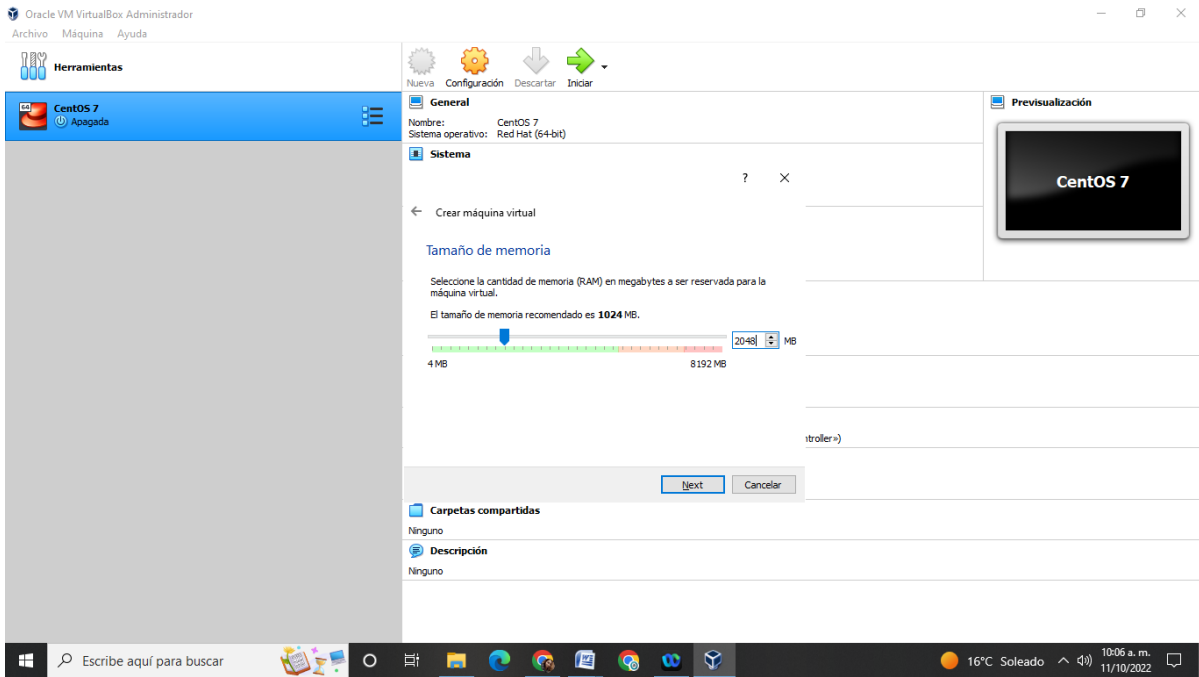 Oracle VM VirtualBox Administrador
Archivo Máquina Ayuda
Herramientas
Nueva Configuración Descartar Iniciar
64
CentOS 7
Apagada
General
Nombre: CentOS 7
Sistema operativo: Red Hat (64-bit)
Previsualización
CentOS 7
Sistema
?
Crear máquina virtual
Tamaño de memoria
Seleccione la cantidad de memoria (RAM) en megabytes a ser reservada para la
máquina virtual.
El tamaño de memoria recomendado es 1024 MB.
2048 MB
4 MB 8192 MB
ntroller»)
Next Cancelar
Carpetas compartidas
Ninguno
Descripción
Ninguno
Escribe aquí para buscar
16°C Soleado
10:06 a. m.
11/10/2022